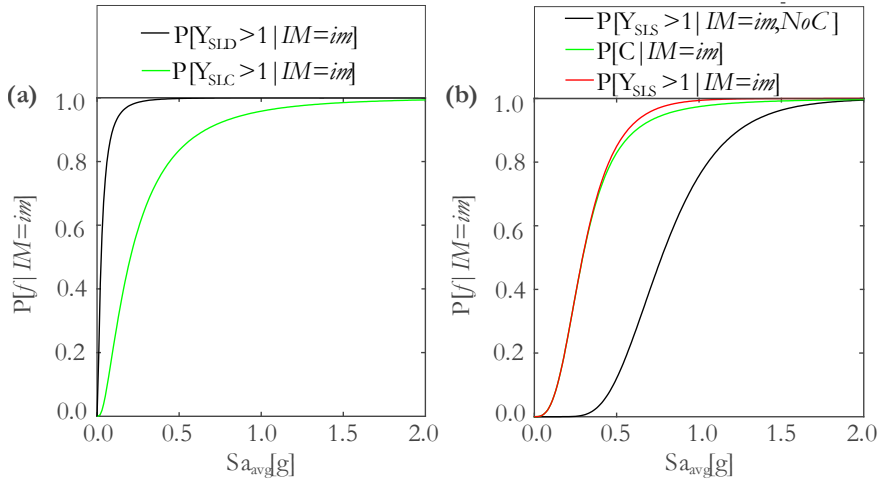 P[Y_SLD >1 | IM=im]
P[Y_SLC >1 | IM=im]
(a)
1.0
0.8
0.6
0.4
0.2
0.0
P[f | IM=im]
0.0 0.5 1.0 1.5 2.0
Sa_avg[g]
P[Y_SLS >1 | IM=im,NoC]
P[C | IM=im]
P[Y_SLS >1 | IM=im]
(b)
1.0
0.8
0.6
0.4
0.2
0.0
P[f | IM=im]
0.0 0.5 1.0 1.5 2.0
Sa_avg[g]